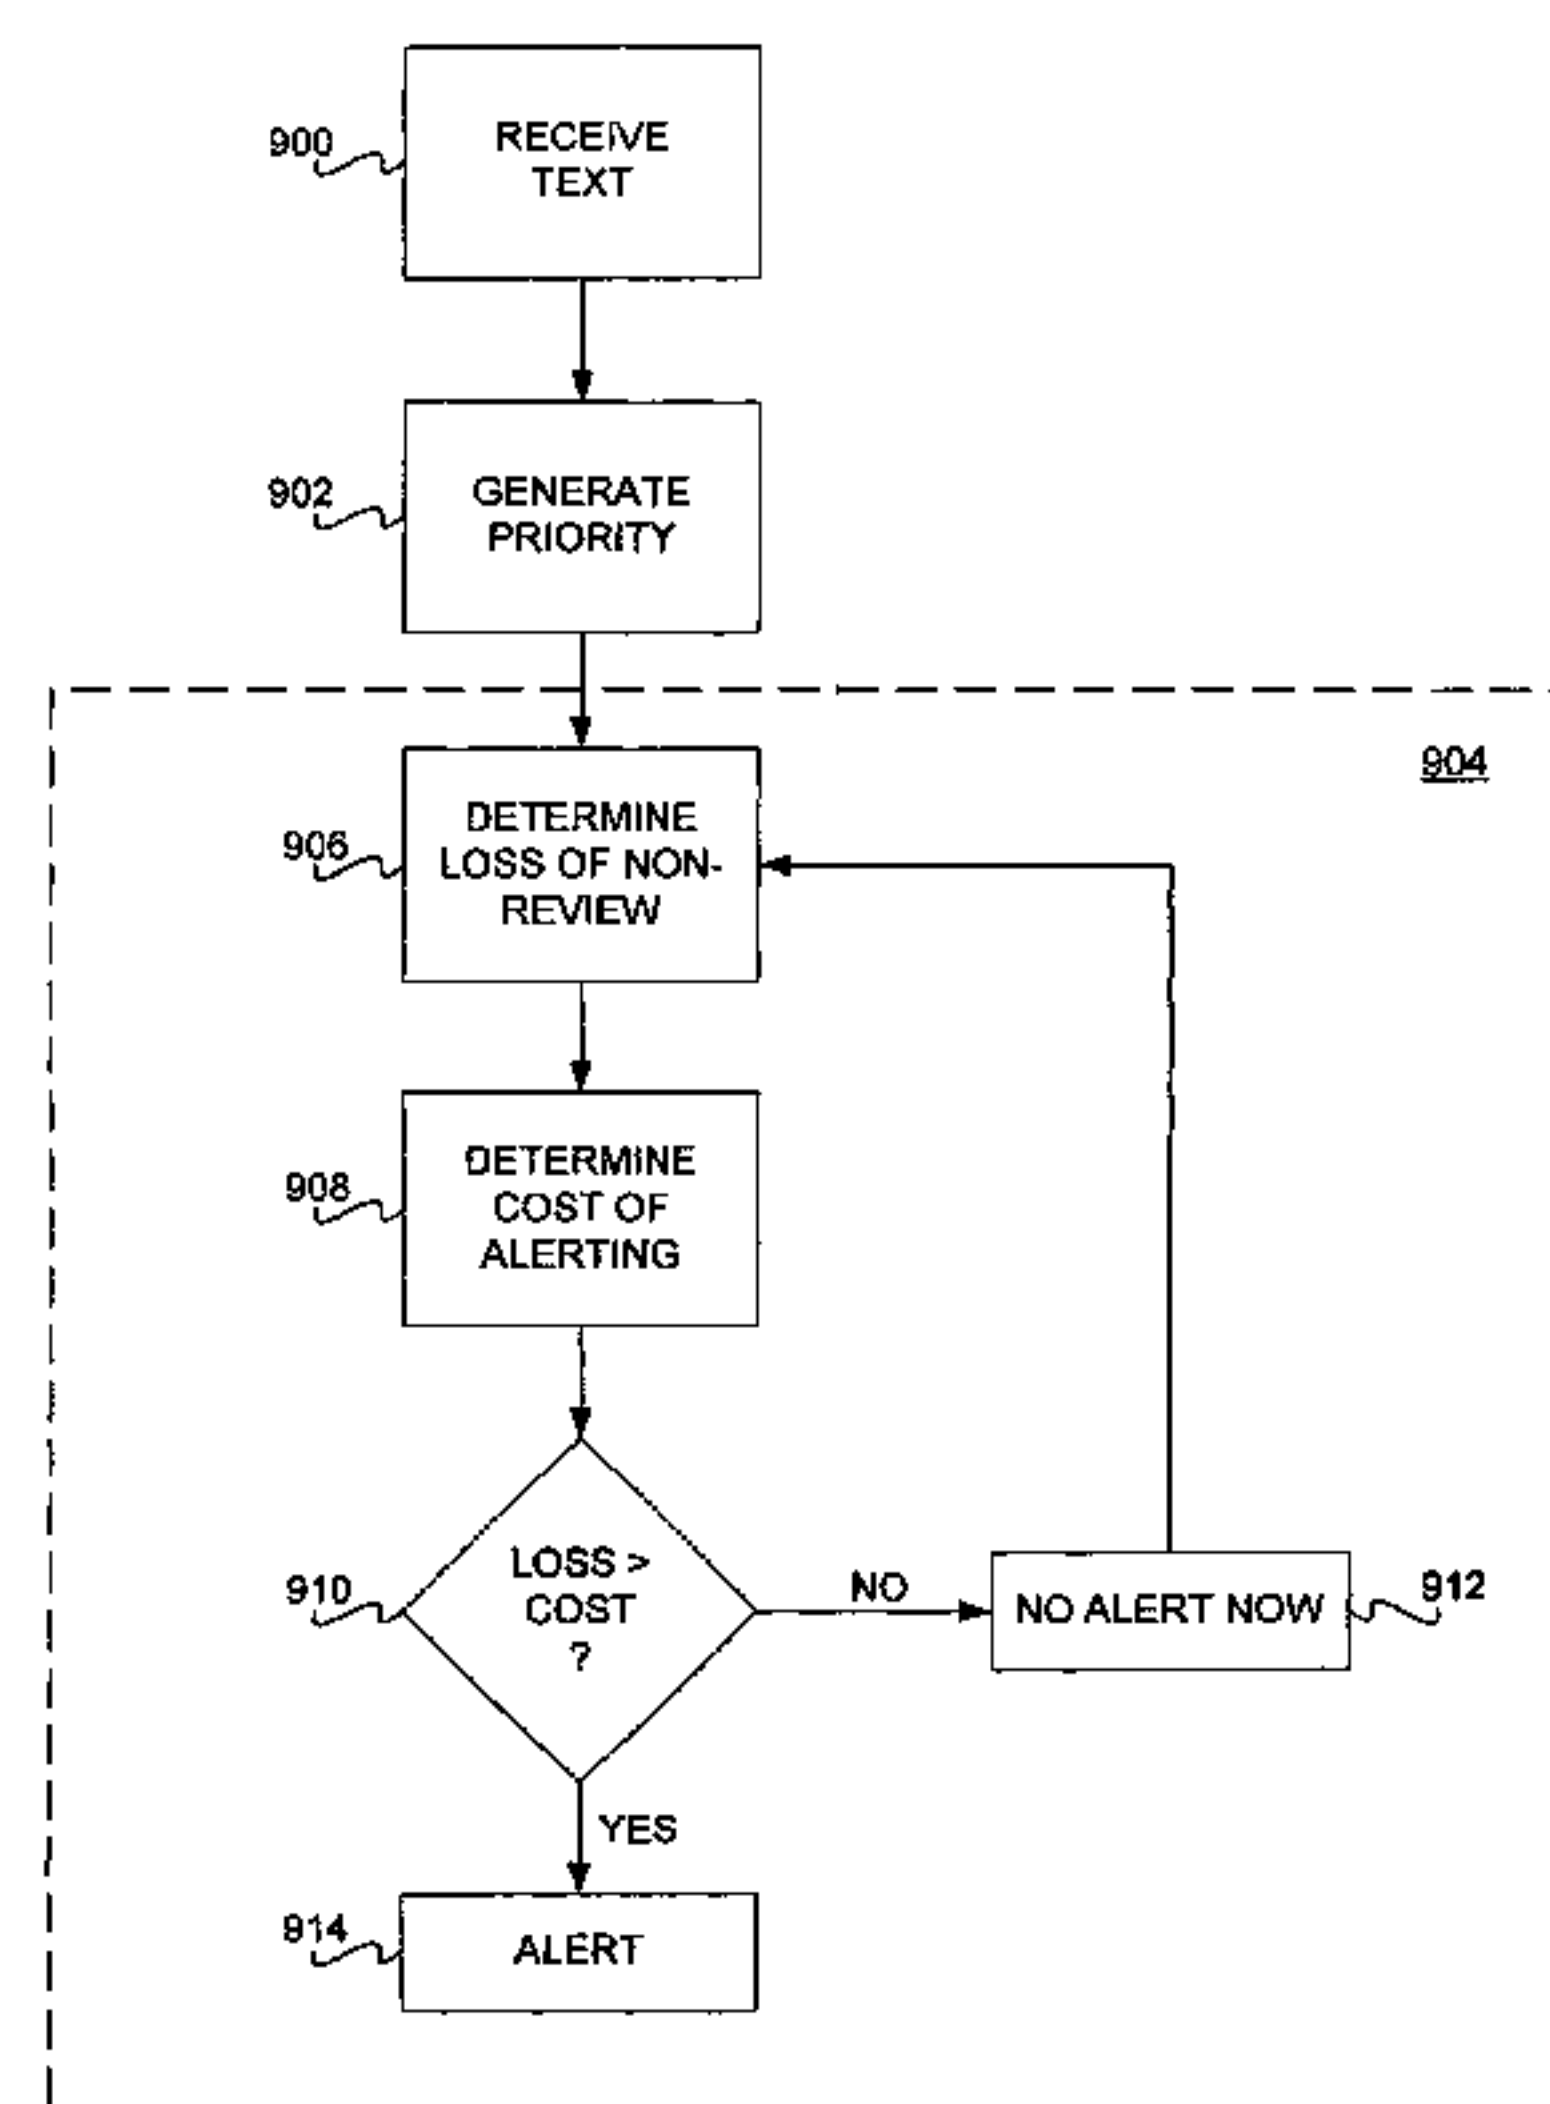 900
RECEIVE
TEXT
902
GENERATE
PRIORITY
904
906
DETERMINE
LOSS OF NON-
REVIEW
908
DETERMINE
COST OF
ALERTING
910
LOSS >
COST
?
NO
NO ALERT NOW
912
YES
914
ALERT